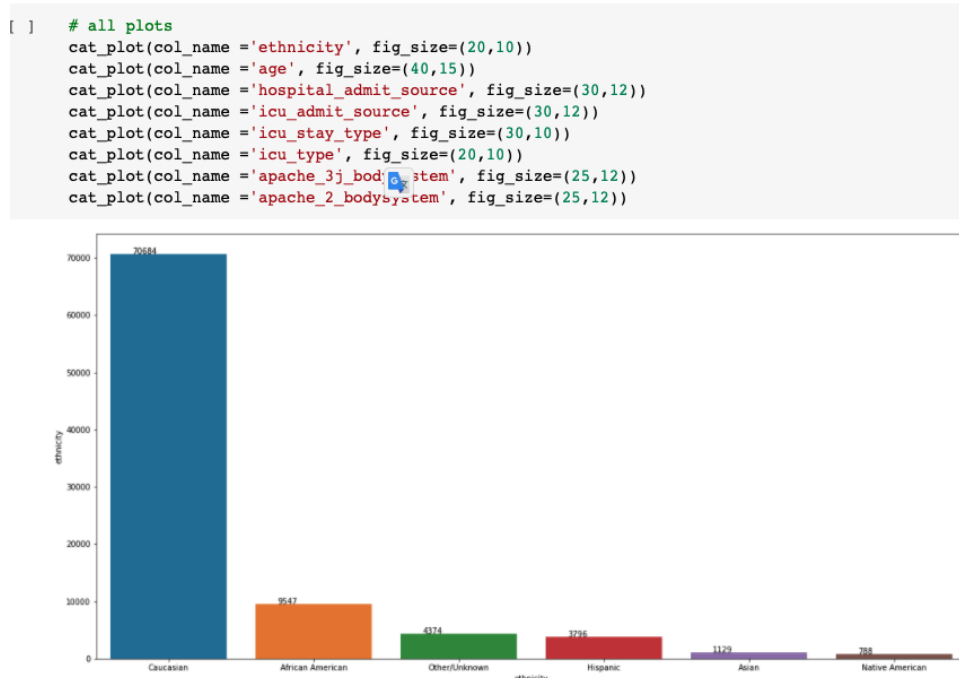 [ ]
# all plots
cat_plot(col_name ='ethnicity', fig_size=(20,10))
cat_plot(col_name ='age', fig_size=(40,15))
cat_plot(col_name ='hospital_admit_source', fig_size=(30,12))
cat_plot(col_name ='icu_admit_source', fig_size=(30,12))
cat_plot(col_name ='icu_stay_type', fig_size=(30,10))
cat_plot(col_name ='icu_type', fig_size=(20,10))
cat_plot(col_name ='apache_3j_bod stem', fig_size=(25,12))
cat_plot(col_name ='apache_2_bodysystem', fig_size=(25,12))
70684
70000
60000
50000
40000
ethnicity
30000
20000
10000
9547
4374
3796
1129
788
0
Caucasian African American Other/Unknown Hispanic Asian Native American
ethnicity